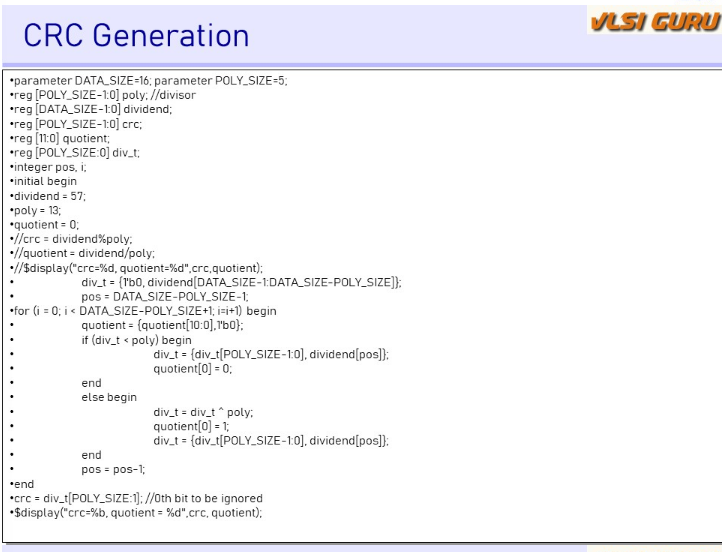 CRC Generation
VLSI GURU
•parameter DATA_SIZE=16; parameter POLY_SIZE=5;
•reg [POLY_SIZE-1:0] poly; //divisor
•reg [DATA_SIZE-1:0] dividend;
•reg [POLY_SIZE-1:0] crc;
•reg [11:0] quotient;
•reg [POLY_SIZE:0] div_t;
•integer pos, i;
•initial begin
•dividend = 57;
•poly = 13;
•quotient = 0;
•//crc = dividend%poly;
•//quotient = dividend/poly;
•//$display("crc=%d, quotient=%d",crc,quotient);
• div_t = {1'b0, dividend[DATA_SIZE-1:DATA_SIZE-POLY_SIZE]};
• pos = DATA_SIZE-POLY_SIZE-1;
•for (i = 0; i < DATA_SIZE-POLY_SIZE+1; i=i+1) begin
• quotient = {quotient[10:0],1'b0};
• if (div_t < poly) begin
• div_t = {div_t[POLY_SIZE-1:0], dividend[pos]};
• quotient[0] = 0;
• end
• else begin
• div_t = div_t ^ poly;
• quotient[0] = 1;
• div_t = {div_t[POLY_SIZE-1:0], dividend[pos]};
• end
• pos = pos-1;
•end
•crc = div_t[POLY_SIZE:1]; //0th bit to be ignored
•$display("crc=%b, quotient = %d",crc, quotient);